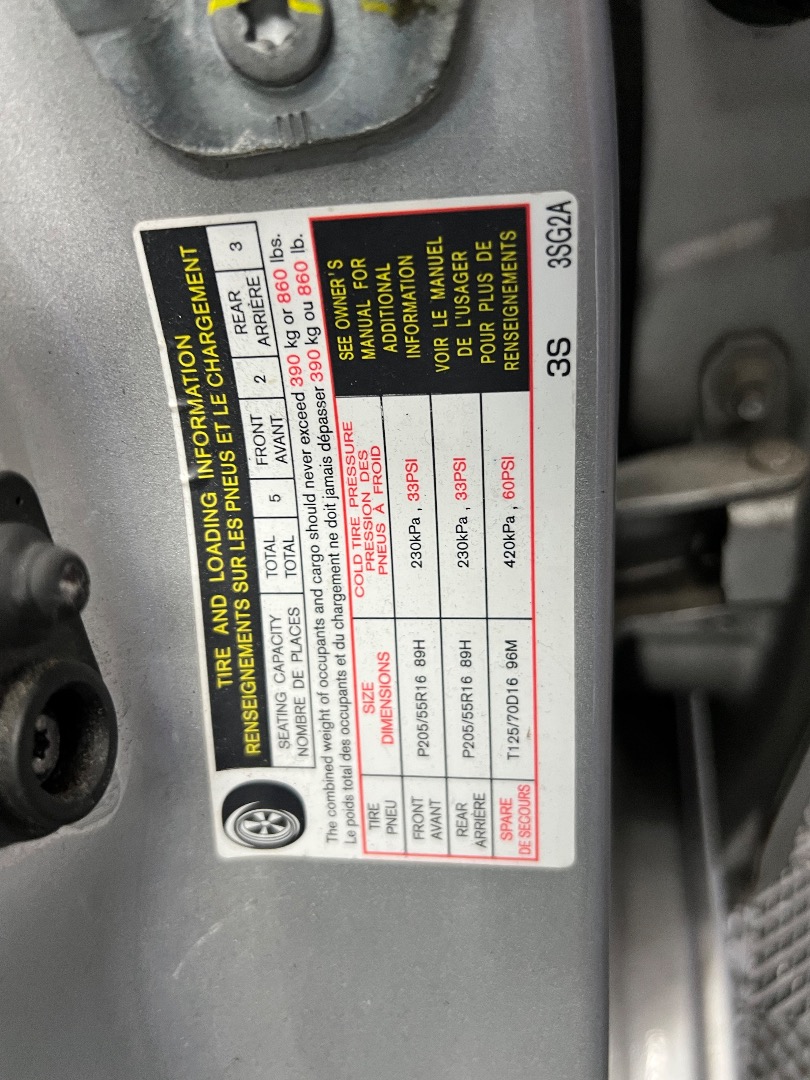 TIRE AND LOADING INFORMATION
RENSEIGNEMENTS SUR LES PNEUS ET LE CHARGEMENT
SEATING CAPACITY TOTAL 5 FRONT 2 REAR 3
NOMBRE DE PLACES TOTAL AVANT ARRIÈRE
The combined weight of occupants and cargo should never exceed 390 kg or 860 lbs.
Le poids total des occupants et du chargement ne doit jamais dépasser 390 kg ou 860 lb.
TIRE
PNEU
SIZE
DIMENSIONS
COLD TIRE PRESSURE
PRESSION DES
PNEUS À FROID
FRONT
AVANT
P205/55R16 89H
230kPa , 33PSI
REAR
ARRIÈRE
P205/55R16 89H
230kPa , 33PSI
SPARE
DE SECOURS
T125/70D16 96M
420kPa , 60PSI
SEE OWNER'S
MANUAL FOR
ADDITIONAL
INFORMATION
VOIR LE MANUEL
DE L'USAGER
POUR PLUS DE
RENSEIGNEMENTS
3S 3SG2A